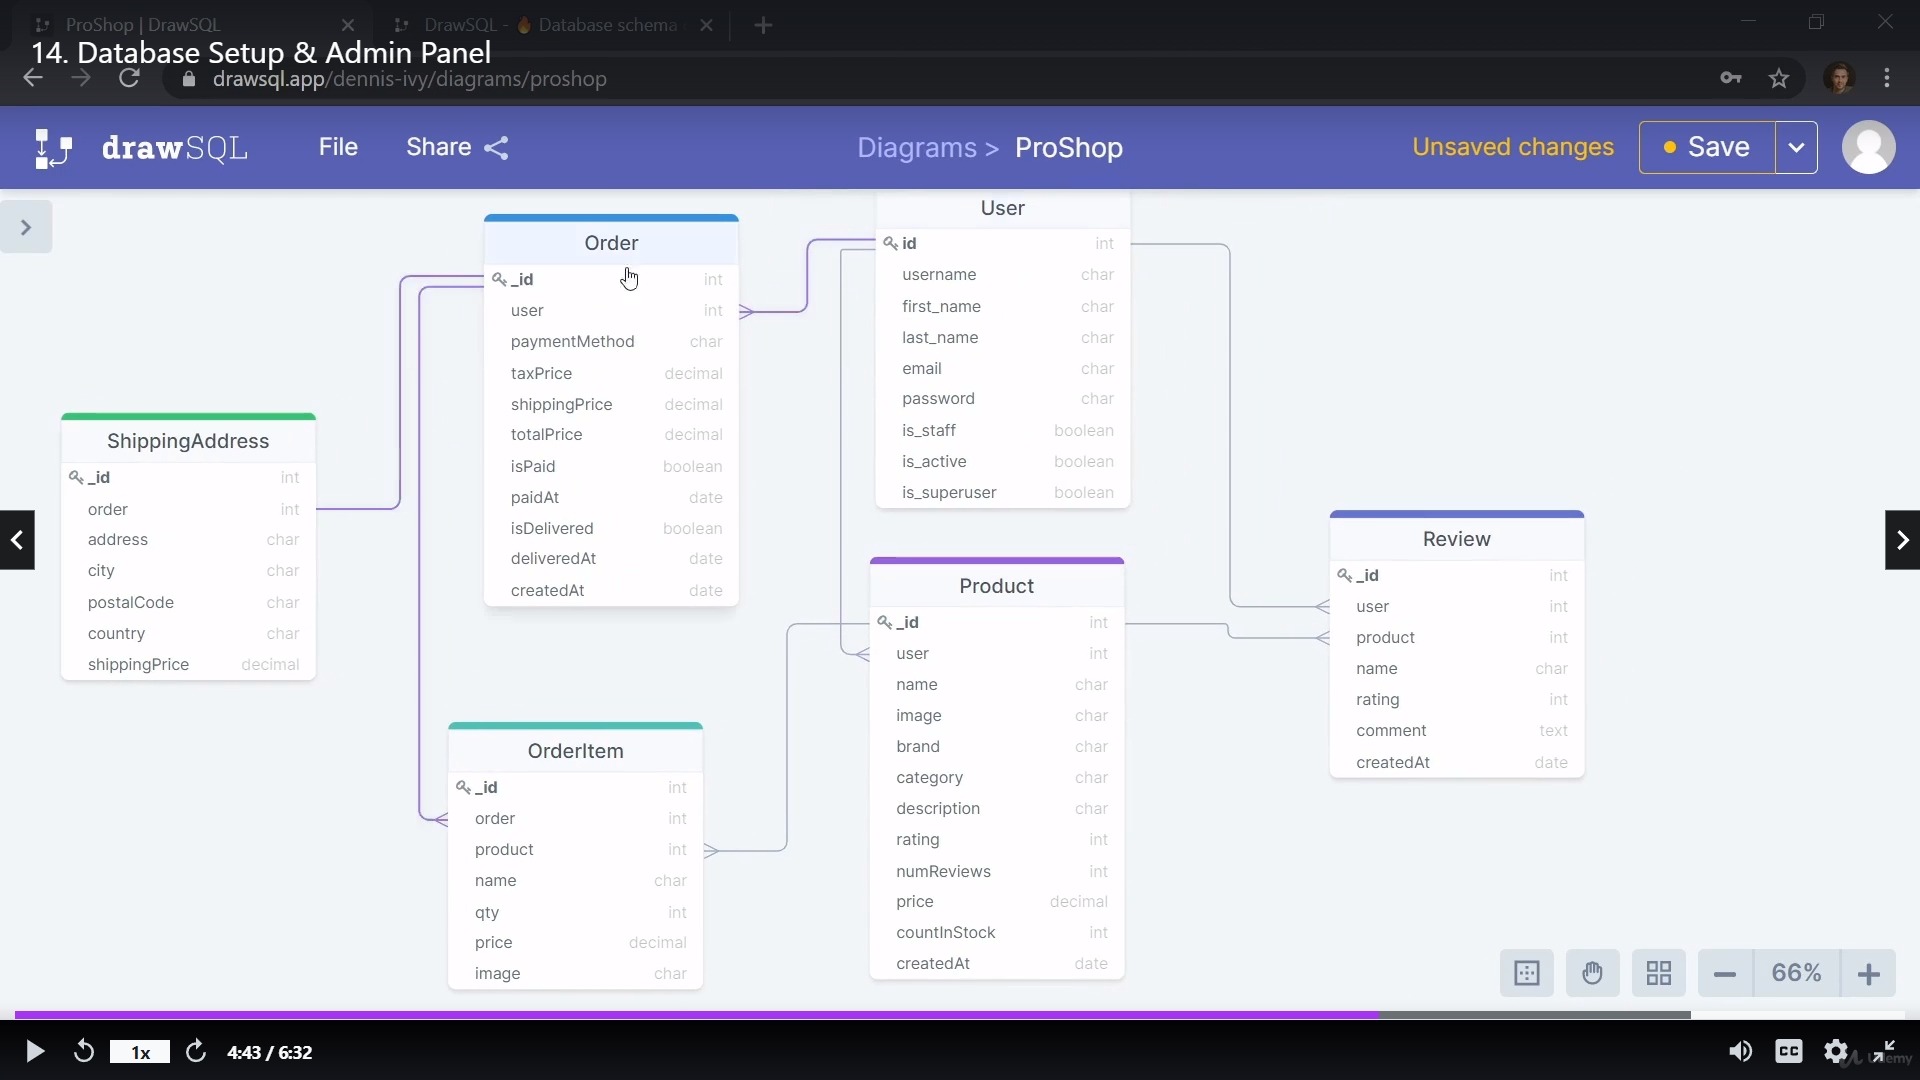 ProShop | DrawSQL
DrawSQL - 🔥 Database schema
14. Database Setup & Admin Panel
drawsql.app/dennis-ivy/diagrams/proshop
drawSQL
File
Share
Diagrams > ProShop
Unsaved changes
Save
Order
_id int
user int
paymentMethod char
taxPrice decimal
shippingPrice decimal
totalPrice decimal
isPaid boolean
paidAt date
isDelivered boolean
deliveredAt date
createdAt date
User
id int
username char
first_name char
last_name char
email char
password char
is_staff boolean
is_active boolean
is_superuser boolean
ShippingAddress
_id int
order int
address char
city char
postalCode char
country char
shippingPrice decimal
Review
_id int
user int
product int
name char
rating int
comment text
createdAt date
Product
_id int
user int
name char
image char
brand char
category char
description char
rating int
numReviews int
price decimal
countInStock int
createdAt date
OrderItem
_id int
order int
product int
name char
qty int
price decimal
image char
66%
1x
4:43 / 6:32
CC
Udemy